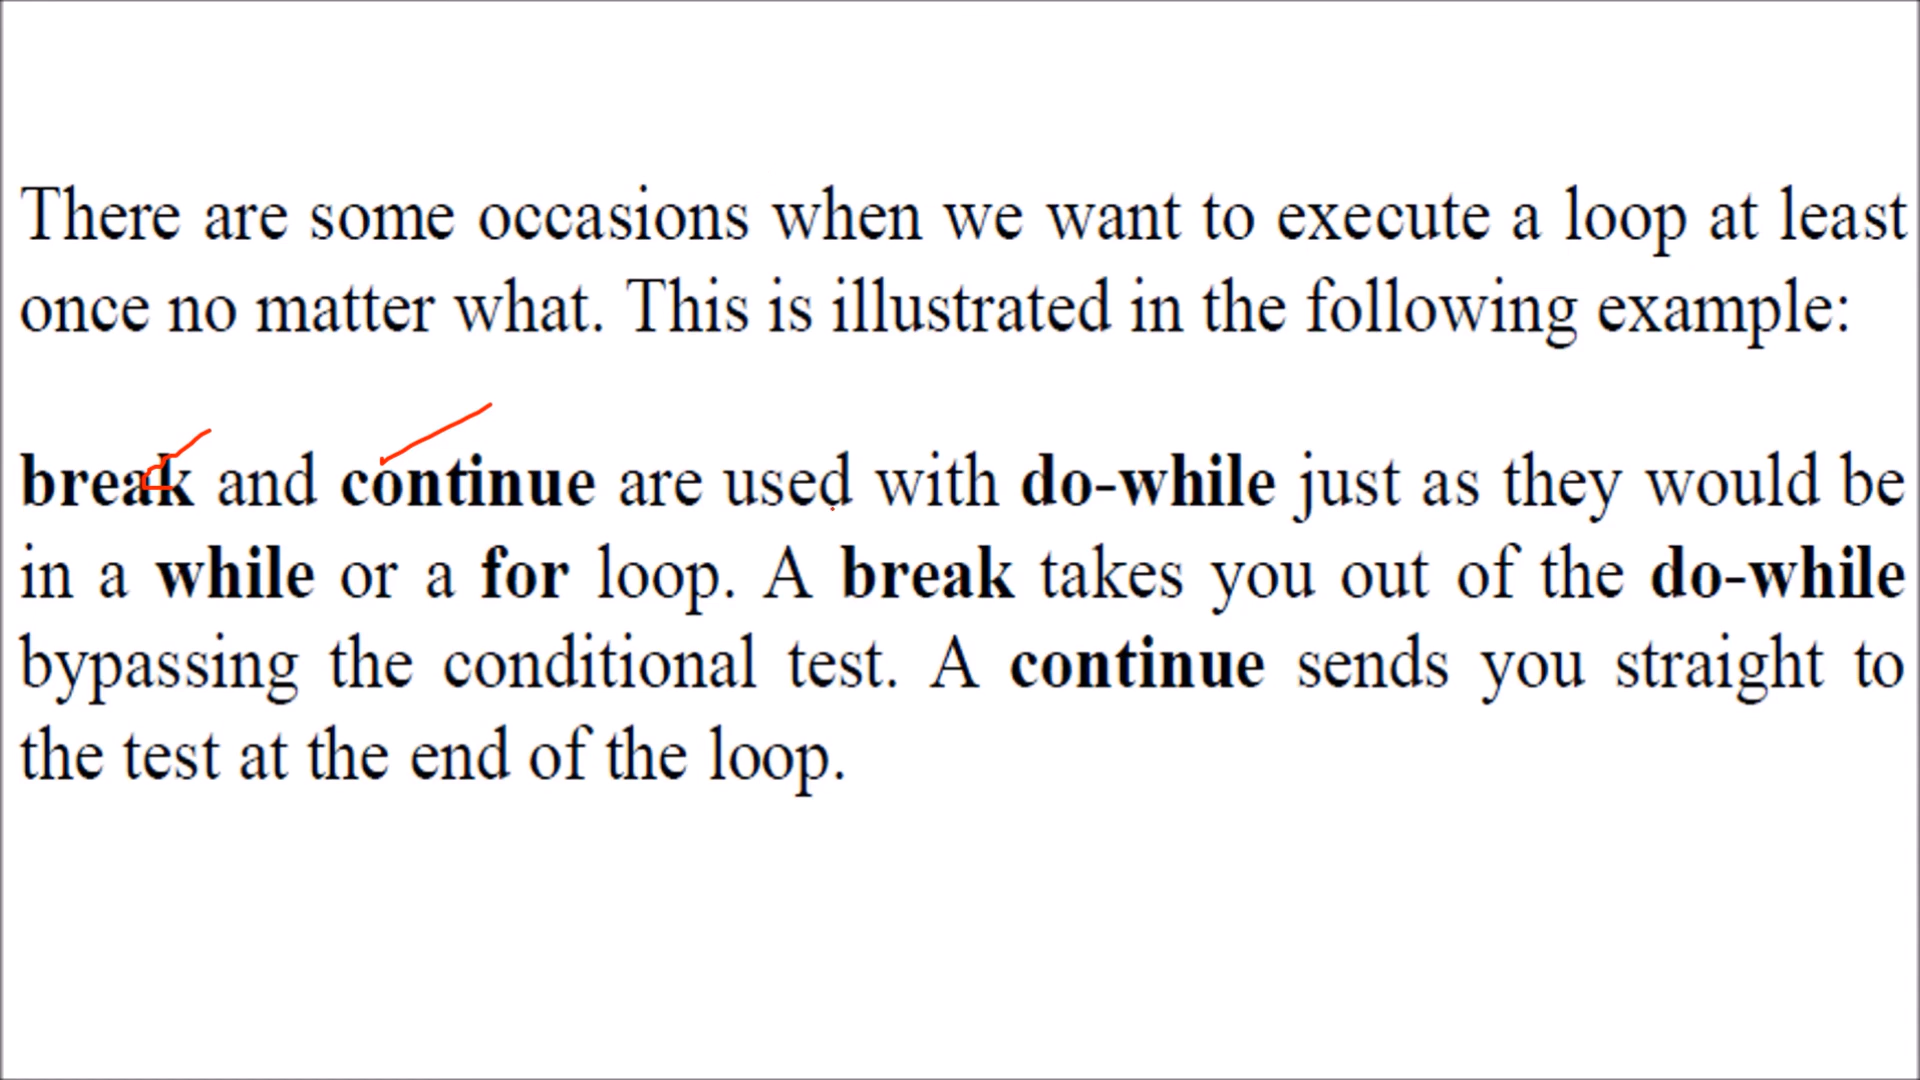 There are some occasions when we want to execute a loop at least
once no matter what. This is illustrated in the following example:
break and continue are used with do-while just as they would be
in a while or a for loop. A break takes you out of the do-while
bypassing the conditional test. A continue sends you straight to
the test at the end of the loop.